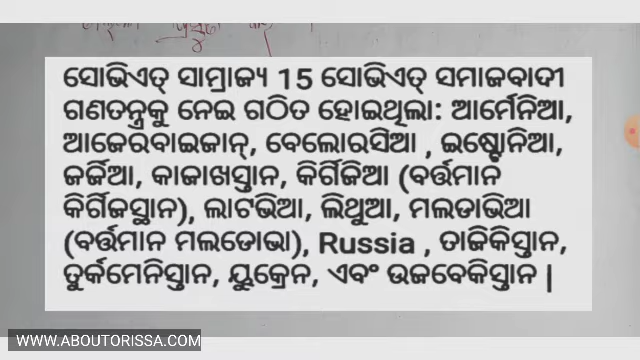 ସୋଭିଏତ୍ ସାମ୍ରାଜ୍ୟ 15 ସୋଭିଏତ୍ ସମାଜବାଦୀ
ଗଣତନ୍ତ୍ରକୁ ନେଇ ଗଠିତ ହୋଇଥିଲା: ଆର୍ମେନିଆ,
ଆଜେରବାଇଜାନ୍, ବେଲୋରସିଆ , ଇଷ୍ଟୋନିଆ,
ଜର୍ଜିଆ, କାଜାଖସ୍ତାନ, କିର୍ଗିଜିଆ (ବର୍ତ୍ତମାନ
କିର୍ଗିଜସ୍ଥାନ), ଲାଟଭିଆ, ଲିଥୁଆ, ମଲଡାଭିଆ
(ବର୍ତ୍ତମାନ ମଲଡୋଭା), Russia , ତାଜିକିସ୍ତାନ,
ତୁର୍କମେନିସ୍ତାନ, ୟୁକ୍ରେନ, ଏବଂ ଉଜବେକିସ୍ତାନ |
WWW.ABOUTORISSA.COM